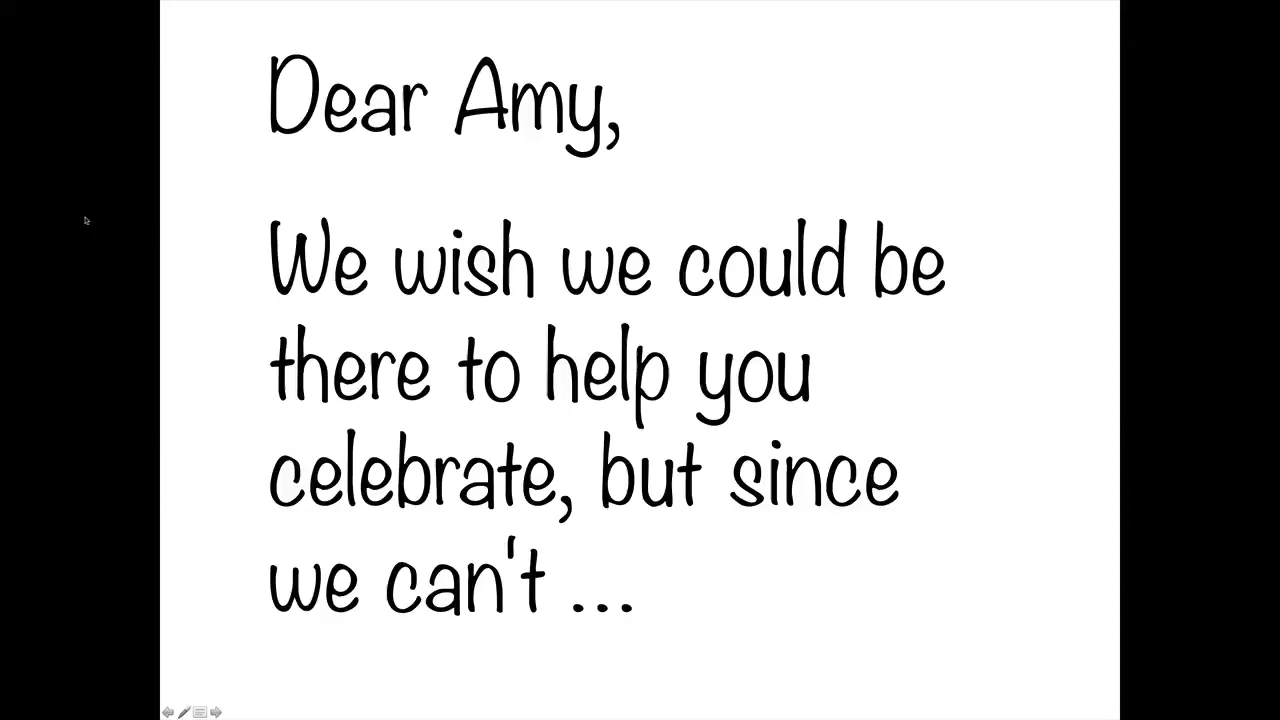 Dear Amy,
We wish we could be
there to help you
celebrate, but since
we can't ...